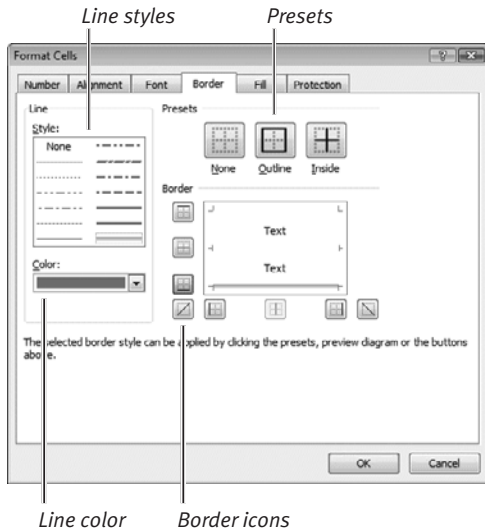 Line styles Presets
Format Cells
Number Alignment Font Border Fill Protection
Line Presets
Style:
None
None Outline Inside
Border
Text
Text
Color:
The selected border style can be applied by clicking the presets, preview diagram or the buttons
above.
OK Cancel
Line color Border icons